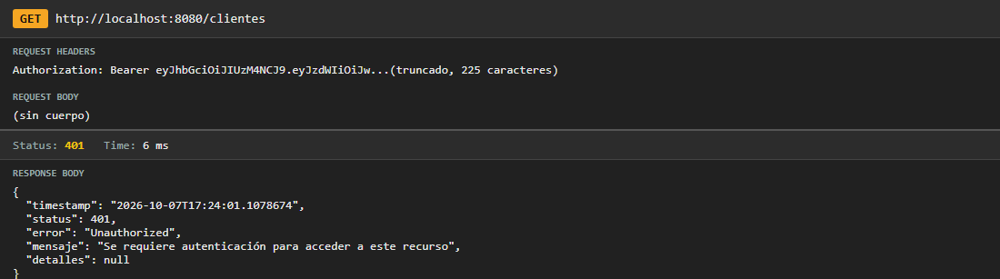 GET http://localhost:8080/clientes
REQUEST HEADERS
Authorization: Bearer eyJhbGciOiJIUzM4NCJ9.eyJzdWIiOiJw...(truncado, 225 caracteres)
REQUEST BODY
(sin cuerpo)
Status: 401 Time: 6 ms
RESPONSE BODY
{
"timestamp": "2026-10-07T17:24:01.1078674",
"status": 401,
"error": "Unauthorized",
"mensaje": "Se requiere autenticación para acceder a este recurso",
"detalles": null
}